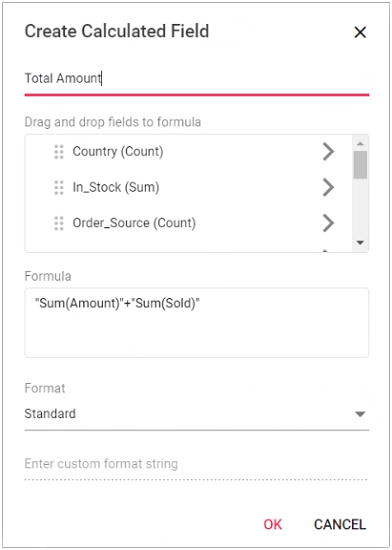 Create Calculated Field
Total Amount
Drag and drop fields to formula
Country (Count)
In_Stock (Sum)
Order_Source (Count)
Formula
"Sum(Amount)"+"Sum(Sold)"
Format
Standard
Enter custom format string
OK CANCEL